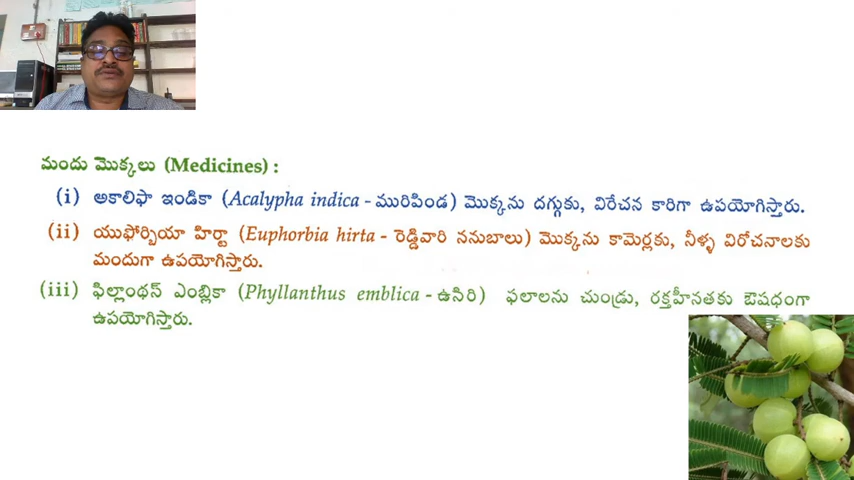 మందు మొక్కలు (Medicines) :
(i) అకాలిఫా ఇండికా (Acalypha indica - మురిపిండ) మొక్కను దగ్గుకు, విరేచన కారిగా ఉపయోగిస్తారు.
(ii) యుఫోర్బియా హిర్టా (Euphorbia hirta - రెడ్డివారి ననుబాలు) మొక్కను కామెర్లకు, నీళ్ళ విరోచనాలకు
మందుగా ఉపయోగిస్తారు.
(iii) ఫిల్లాంథస్ ఎంబ్లికా (Phyllanthus emblica - ఉసిరి) ఫలాలను చుండ్రు, రక్తహీనతకు ఔషధంగా
ఉపయోగిస్తారు.